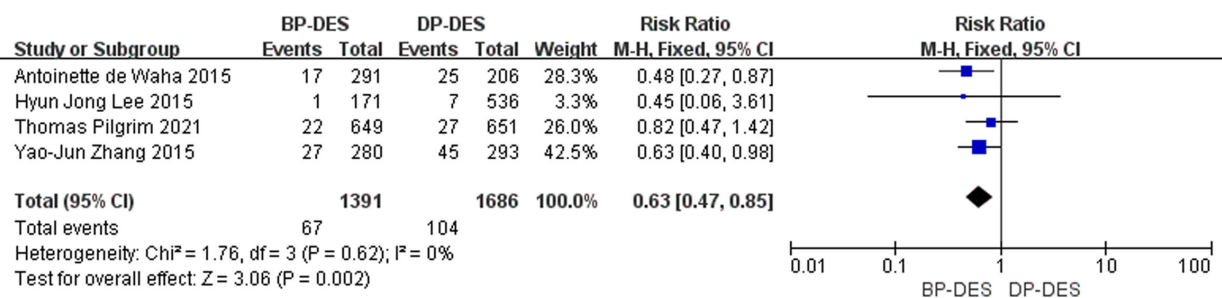 BP-DES DP-DES Risk Ratio Risk Ratio
Study or Subgroup Events Total Events Total Weight M-H, Fixed, 95% CI M-H, Fixed, 95% CI
Antoinette de Waha 2015 17 291 25 206 28.3% 0.48 [0.27, 0.87]
Hyun Jong Lee 2015 1 171 7 536 3.3% 0.45 [0.06, 3.61]
Thomas Pilgrim 2021 22 649 27 651 26.0% 0.82 [0.47, 1.42]
Yao-Jun Zhang 2015 27 280 45 293 42.5% 0.63 [0.40, 0.98]
Total (95% CI) 1391 1686 100.0% 0.63 [0.47, 0.85]
Total events 67 104
Heterogeneity: Chi² = 1.76, df = 3 (P = 0.62); I² = 0%
Test for overall effect: Z = 3.06 (P = 0.002)
0.01 0.1 1 10 100
BP-DES DP-DES